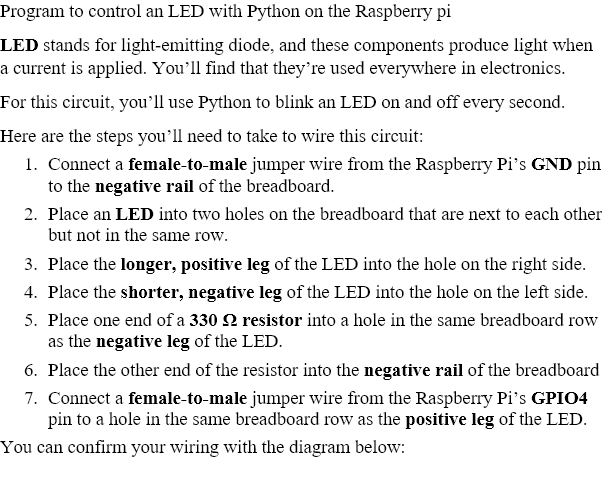 Program to control an LED with Python on the Raspberry pi
LED stands for light-emitting diode, and these components produce light when
a current is applied. You’ll find that they’re used everywhere in electronics.
For this circuit, you’ll use Python to blink an LED on and off every second.
Here are the steps you’ll need to take to wire this circuit:
1. Connect a female-to-male jumper wire from the Raspberry Pi’s GND pin
to the negative rail of the breadboard.
2. Place an LED into two holes on the breadboard that are next to each other
but not in the same row.
3. Place the longer, positive leg of the LED into the hole on the right side.
4. Place the shorter, negative leg of the LED into the hole on the left side.
5. Place one end of a 330 Ω resistor into a hole in the same breadboard row
as the negative leg of the LED.
6. Place the other end of the resistor into the negative rail of the breadboard
7. Connect a female-to-male jumper wire from the Raspberry Pi’s GPIO4
pin to a hole in the same breadboard row as the positive leg of the LED.
You can confirm your wiring with the diagram below: